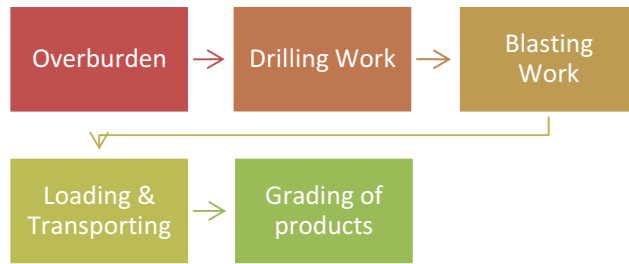 Overburden
Drilling Work
Blasting
Work
Loading &
Transporting
Grading of
products